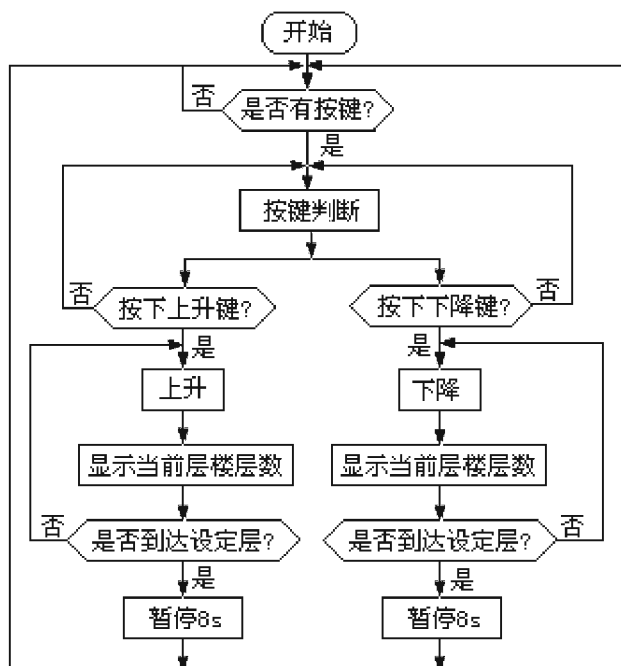 开始
否
是否有按键?
是
按键判断
否
按下上升键?
按下下降键?
否
是
是
上升
下降
显示当前层楼层数
显示当前层楼层数
否
是否到达设定层?
是否到达设定层?
否
是
是
暂停8s
暂停8s